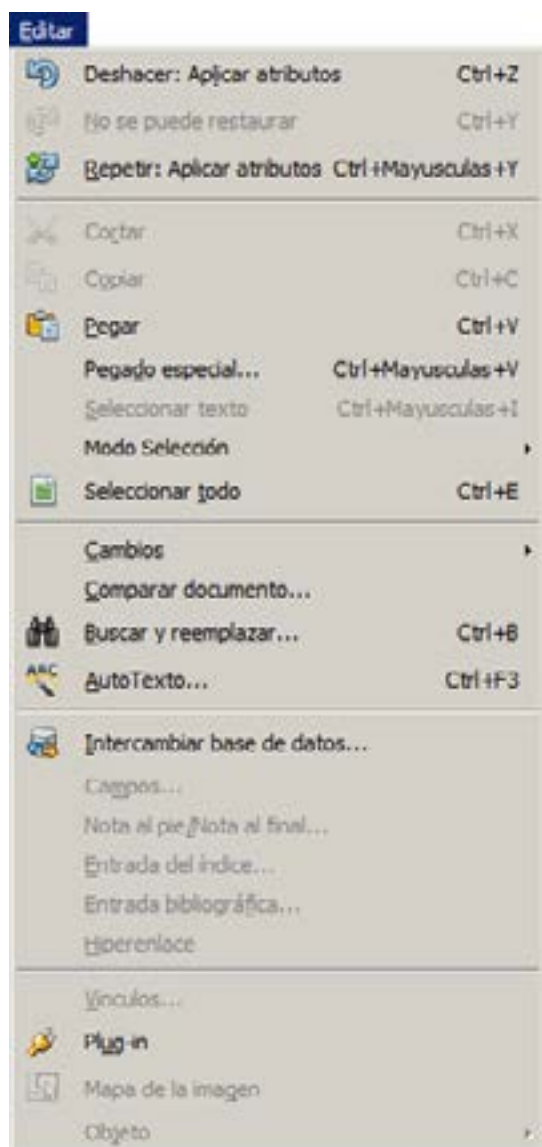 Editar
Deshacer: Aplicar atributos Ctrl+Z
No se puede restaurar Ctrl+Y
Repetir: Aplicar atributos Ctrl+Mayusculas+Y
Cortar Ctrl+X
Copiar Ctrl+C
Pegar Ctrl+V
Pegado especial... Ctrl+Mayusculas+V
Seleccionar texto Ctrl+Mayusculas+I
Modo Selección
Seleccionar todo Ctrl+E
Cambios
Comparar documento...
Buscar y reemplazar... Ctrl+B
ABC
AutoTexto... Ctrl+F3
Intercambiar base de datos...
Campos...
Nota al pie/Nota al final...
Entrada del índice...
Entrada bibliográfica...
Hiperenlace
Vínculos...
Plug-in
Mapa de la imagen
Objeto